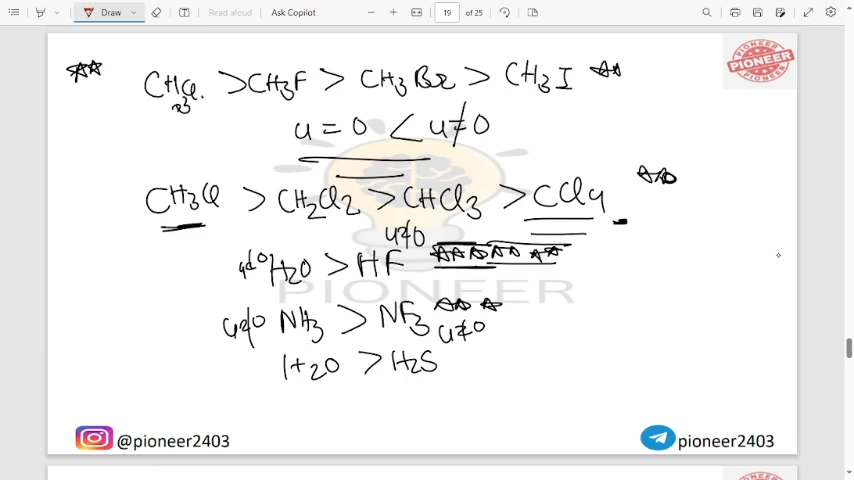 Draw
Read aloud
Ask Copilot
19 of 25
PIONEER
CH3Cl > CH3F > CH3Br > CH3I
u = 0 < u≠0
CH3Cl > CH2Cl2 > CHCl3 > CCl4
u≠0
u≠0 H2O > HF
PIONEER
u≠0 NH3 > NF3
u≠0
H2O > H2S
@pioneer2403
pioneer2403